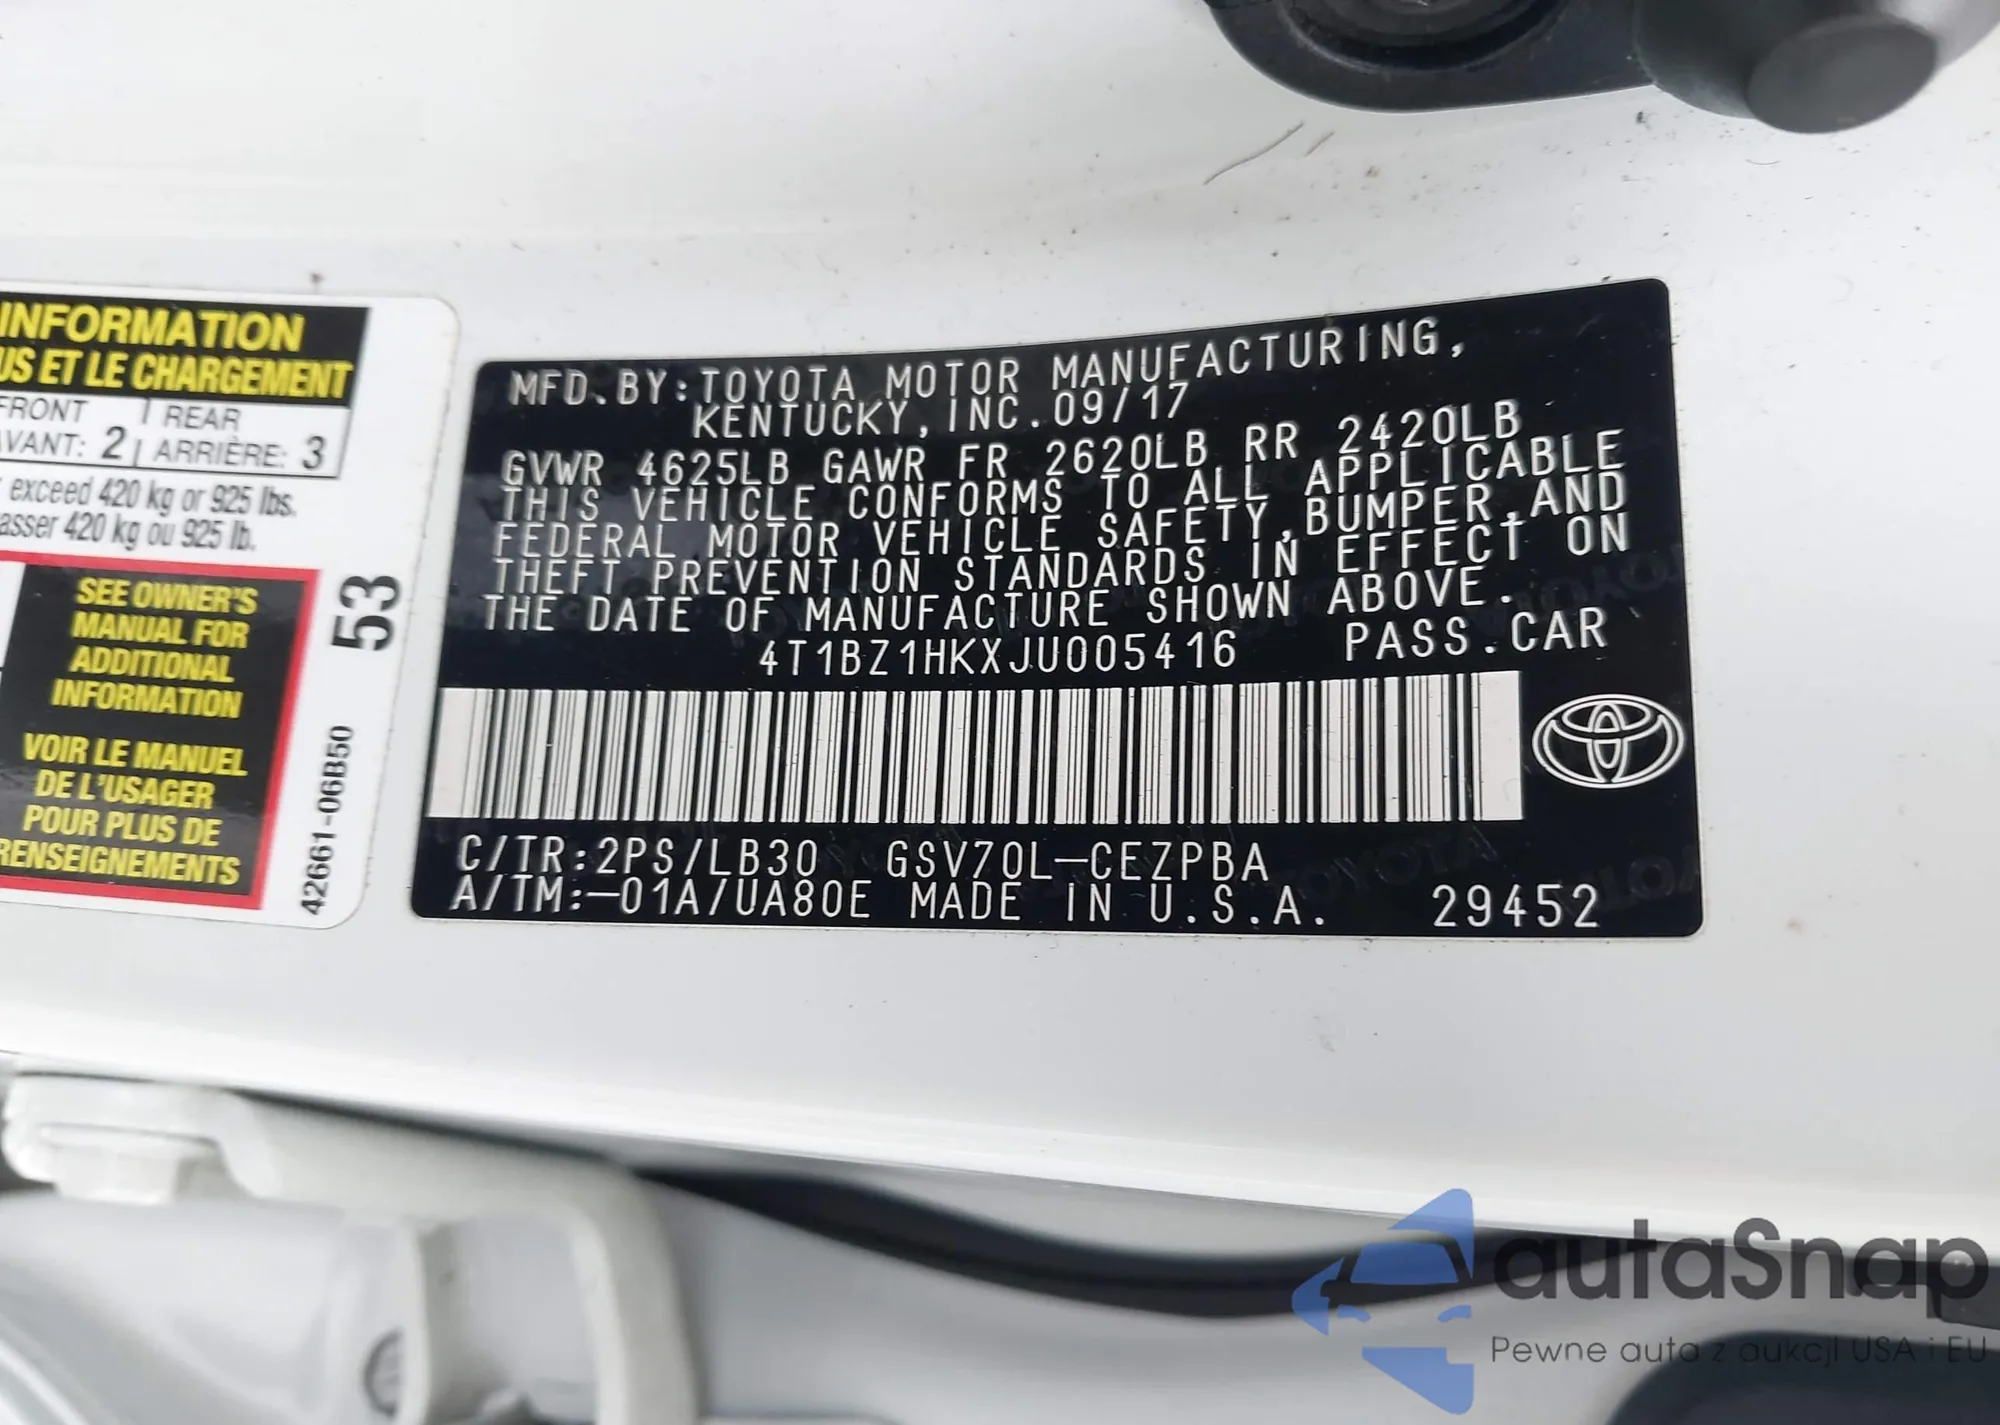 INFORMATION
US ET LE CHARGEMENT
FRONT | REAR
AVANT: 2 | ARRIÈRE: 3
exceed 420 kg or 925 lbs.
asser 420 kg ou 925 lb.
SEE OWNER'S
MANUAL FOR
ADDITIONAL
INFORMATION
VOIR LE MANUEL
DE L'USAGER
POUR PLUS DE
RENSEIGNEMENTS
53
42661-06B50
MFD.BY:TOYOTA MOTOR MANUFACTURING,
KENTUCKY,INC.09/17
GVWR 4625LB GAWR FR 2620LB RR 2420LB
THIS VEHICLE CONFORMS TO ALL APPLICABLE
FEDERAL MOTOR VEHICLE SAFETY,BUMPER,AND
THEFT PREVENTION STANDARDS IN EFFECT ON
THE DATE OF MANUFACTURE SHOWN ABOVE.
4T1BZ1HKXJU005416 PASS.CAR
C/TR:2PS/LB30 GSV70L-CEZPBA
A/TM:-01A/UA80E MADE IN U.S.A. 29452
autaSnap
Pewne auta z aukcji USA i EU